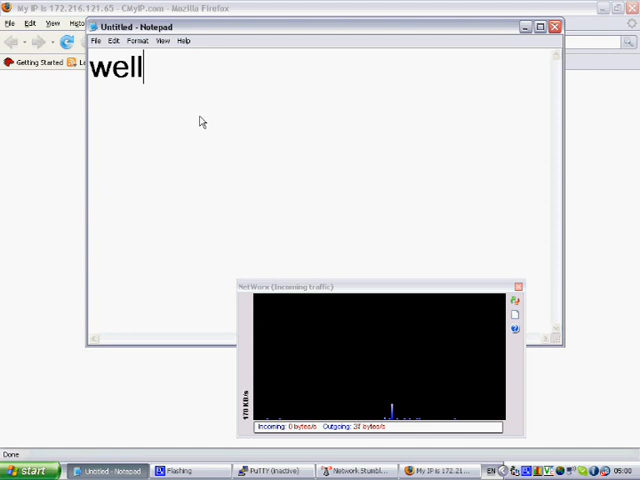 My IP is 172.216.121.65 - CMyIP.com - Mozilla Firefox
File Edit View
Getting Started
Untitled - Notepad
File Edit Format View Help
well
NetWorx (Incoming traffic)
170 KB/s
Incoming: 0 bytes/s Outgoing: bytes/s
Done
start
Untitled - Notepad
Flashing
PuTTY (inactive)
Network Stumbl...
My IP is 172.21...
EN
05:00